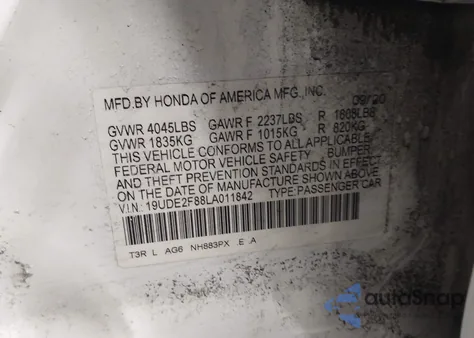 MFD.BY HONDA OF AMERICA MFG.,INC. 09/20
GVWR 4045LBS GAWR F 2237LBS R 1808LBS
GVWR 1835KG GAWR F 1015KG R 820KG
THIS VEHICLE CONFORMS TO ALL APPLICABLE
FEDERAL MOTOR VEHICLE SAFETY BUMPER
AND THEFT PREVENTION STANDARDS IN EFFECT
ON THE DATE OF MANUFACTURE SHOWN ABOVE
V.I.N: 19UDE2F88LA011842 TYPE:PASSENGER CAR
T3R L AG6 NH883PX E A
autoSnap